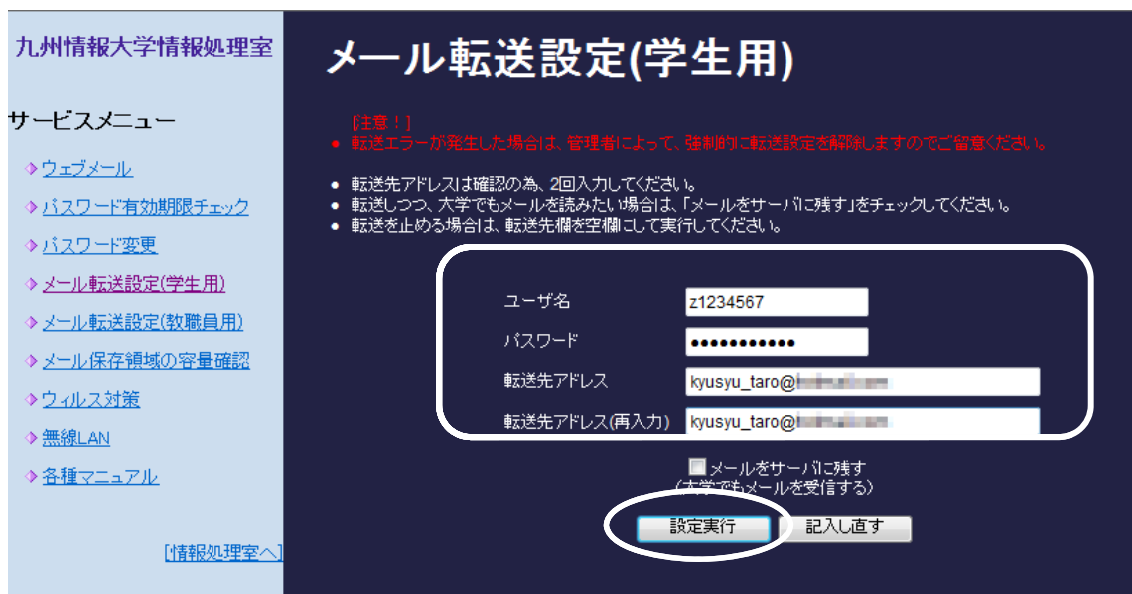 九州情報大学情報処理室
サービスメニュー
ウェブメール
パスワード有効期限チェック
パスワード変更
メール転送設定(学生用)
メール転送設定(教職員用)
メール保存領域の容量確認
ウィルス対策
無線LAN
各種マニュアル
[情報処理室へ]
メール転送設定(学生用)
[注意！]
● 転送エラーが発生した場合は、管理者によって、強制的に転送設定を解除しますのでご留意ください。
● 転送先アドレスは確認の為、2回入力してください。
● 転送しつつ、大学でもメールを読みたい場合は、「メールをサーバに残す」をチェックしてください。
● 転送を止める場合は、転送先欄を空欄にして実行してください。
ユーザ名 z1234567
パスワード ●●●●●●●●●●●
転送先アドレス kyusyu_taro@
転送先アドレス(再入力) kyusyu_taro@
メールをサーバに残す
(大学でもメールを受信する)
設定実行 記入し直す